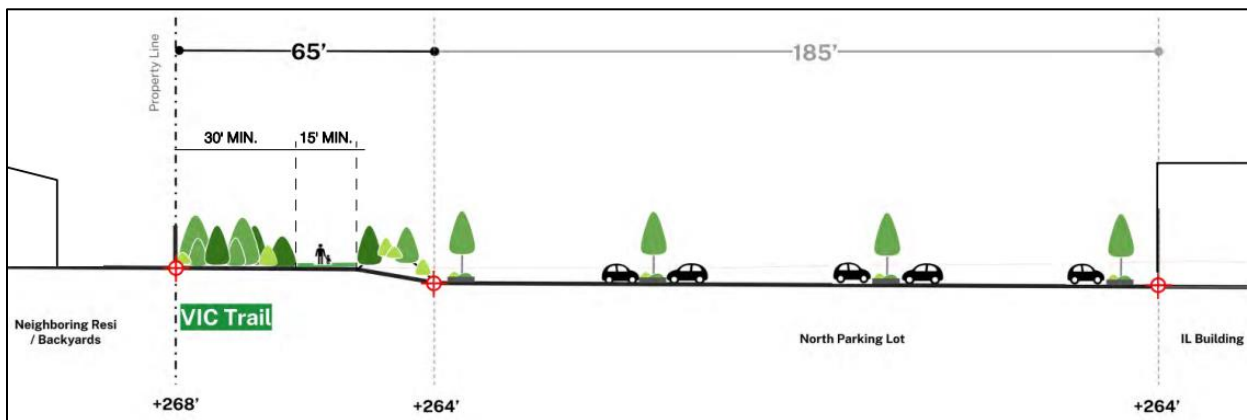 Property Line
65’
185’
30' MIN.
15' MIN.
VIC Trail
Neighboring Resi
/ Backyards
North Parking Lot
IL Building
+268’
+264’
+264’